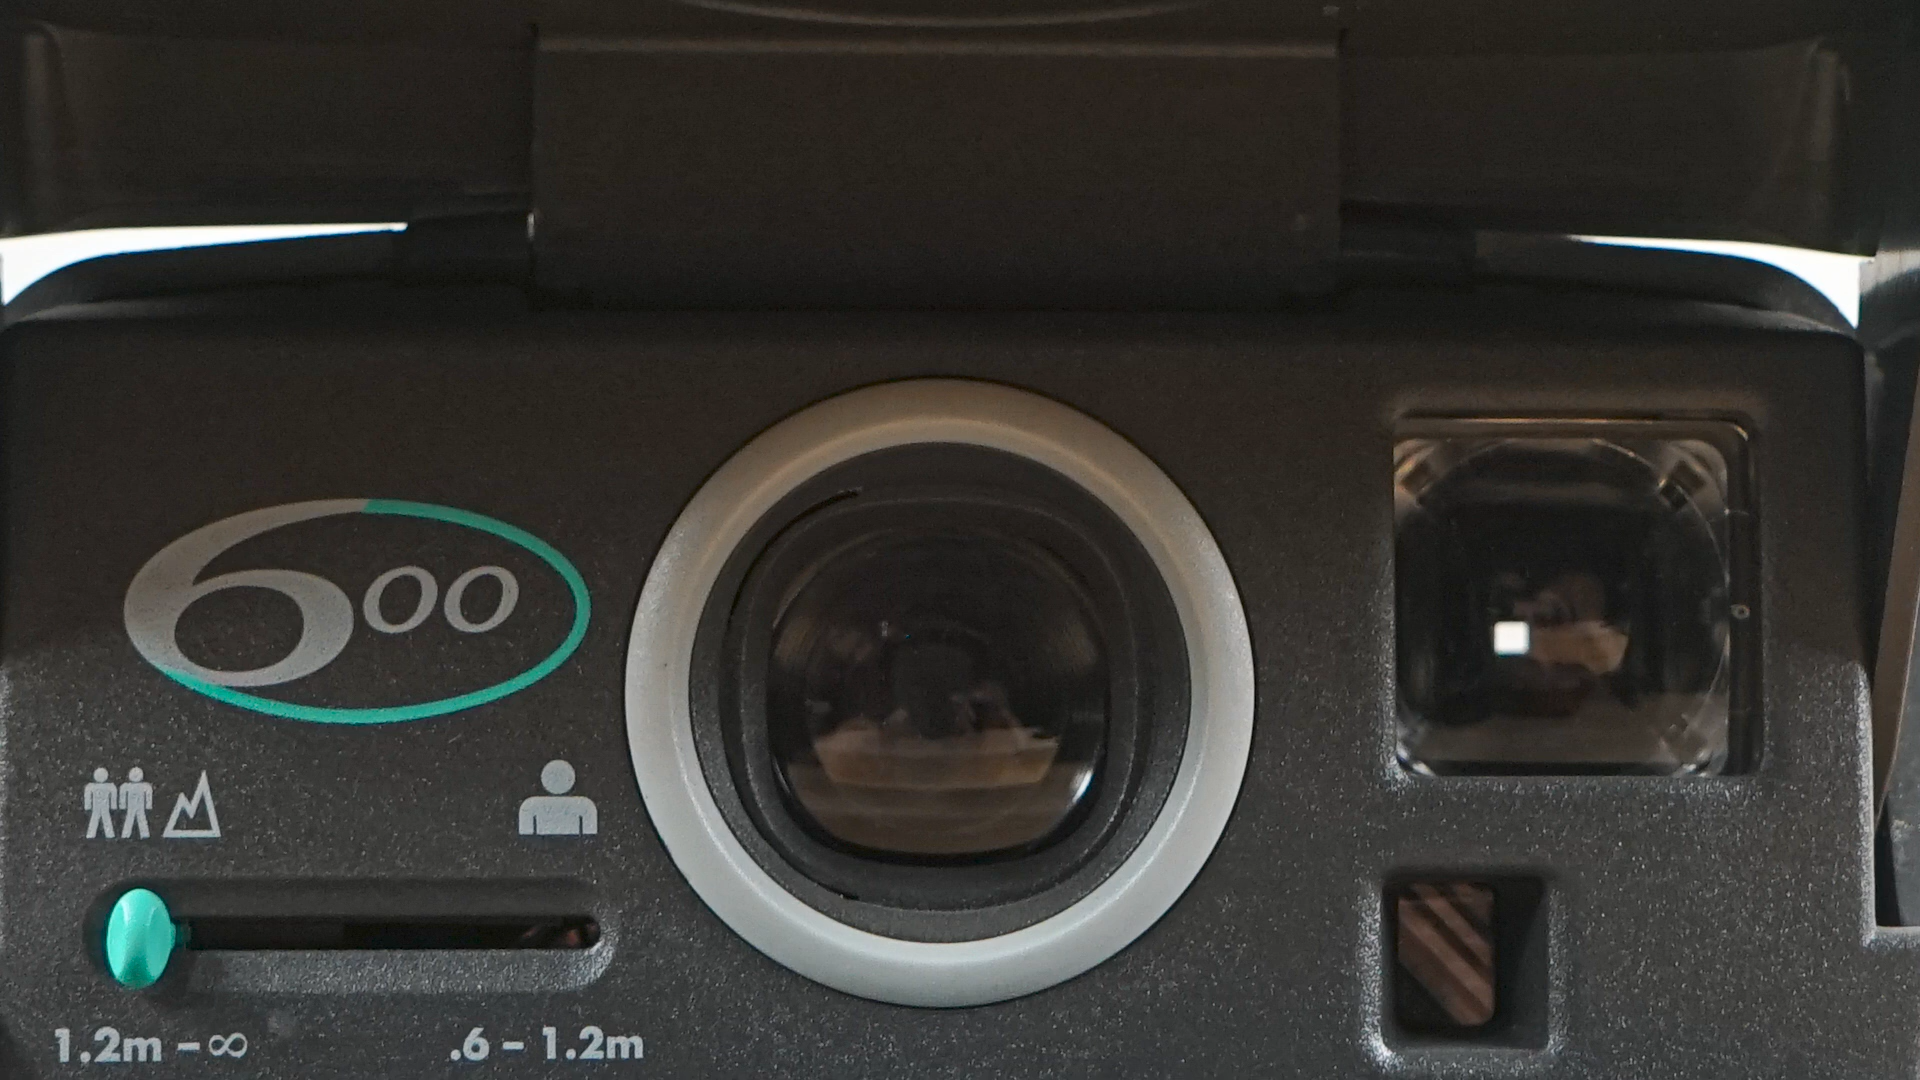 600
1.2m – ∞
.6 – 1.2m